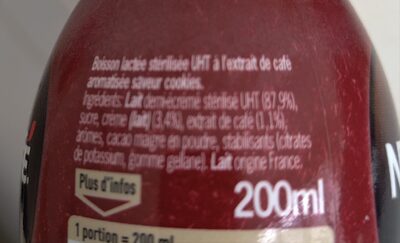 Boisson lactée stérilisée UHT à l'extrait de café
aromatisée saveur cookies.
Ingrédients: Lait demi-écrémé stérilisé UHT (87,9%),
sucre, crème (lait) (3,4%), extrait de café (1,1%),
arômes, cacao maigre en poudre, stabilisants (citrates
de potassium, gomme gellane). Lait origine France.
Plus d'infos
200ml
1 portion = 200 ml